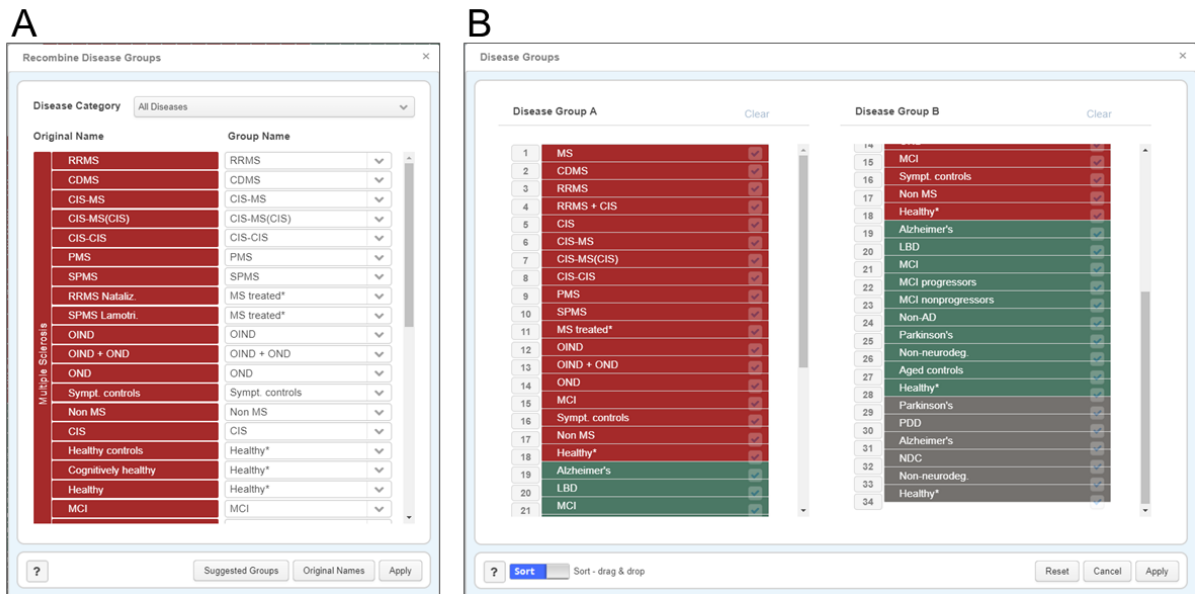 A
Recombine Disease Groups ×
Disease Category All Diseases
Original Name Group Name
Multiple Sclerosis
RRMS RRMS
CDMS CDMS
CIS-MS CIS-MS
CIS-MS(CIS) CIS-MS(CIS)
CIS-CIS CIS-CIS
PMS PMS
SPMS SPMS
RRMS Nataliz. MS treated*
SPMS Lamotri. MS treated*
OIND OIND
OIND + OND OIND + OND
OND OND
Sympt. controls Sympt. controls
Non MS Non MS
CIS CIS
Healthy controls Healthy*
Cognitively healthy Healthy*
Healthy Healthy*
MCI MCI
? Suggested Groups Original Names Apply
B
Disease Groups ×
Disease Group A Clear
1 MS
2 CDMS
3 RRMS
4 RRMS + CIS
5 CIS
6 CIS-MS
7 CIS-MS(CIS)
8 CIS-CIS
9 PMS
10 SPMS
11 MS treated*
12 OIND
13 OIND + OND
14 OND
15 MCI
16 Sympt. controls
17 Non MS
18 Healthy*
19 Alzheimer's
20 LBD
21 MCI
Disease Group B Clear
14
15 MCI
16 Sympt. controls
17 Non MS
18 Healthy*
19 Alzheimer's
20 LBD
21 MCI
22 MCI progressors
23 MCI nonprogressors
24 Non-AD
25 Parkinson's
26 Non-neurodeg.
27 Aged controls
28 Healthy*
29 Parkinson's
30 PDD
31 Alzheimer's
32 NDC
33 Non-neurodeg.
34 Healthy*
? Sort Sort - drag & drop Reset Cancel Apply